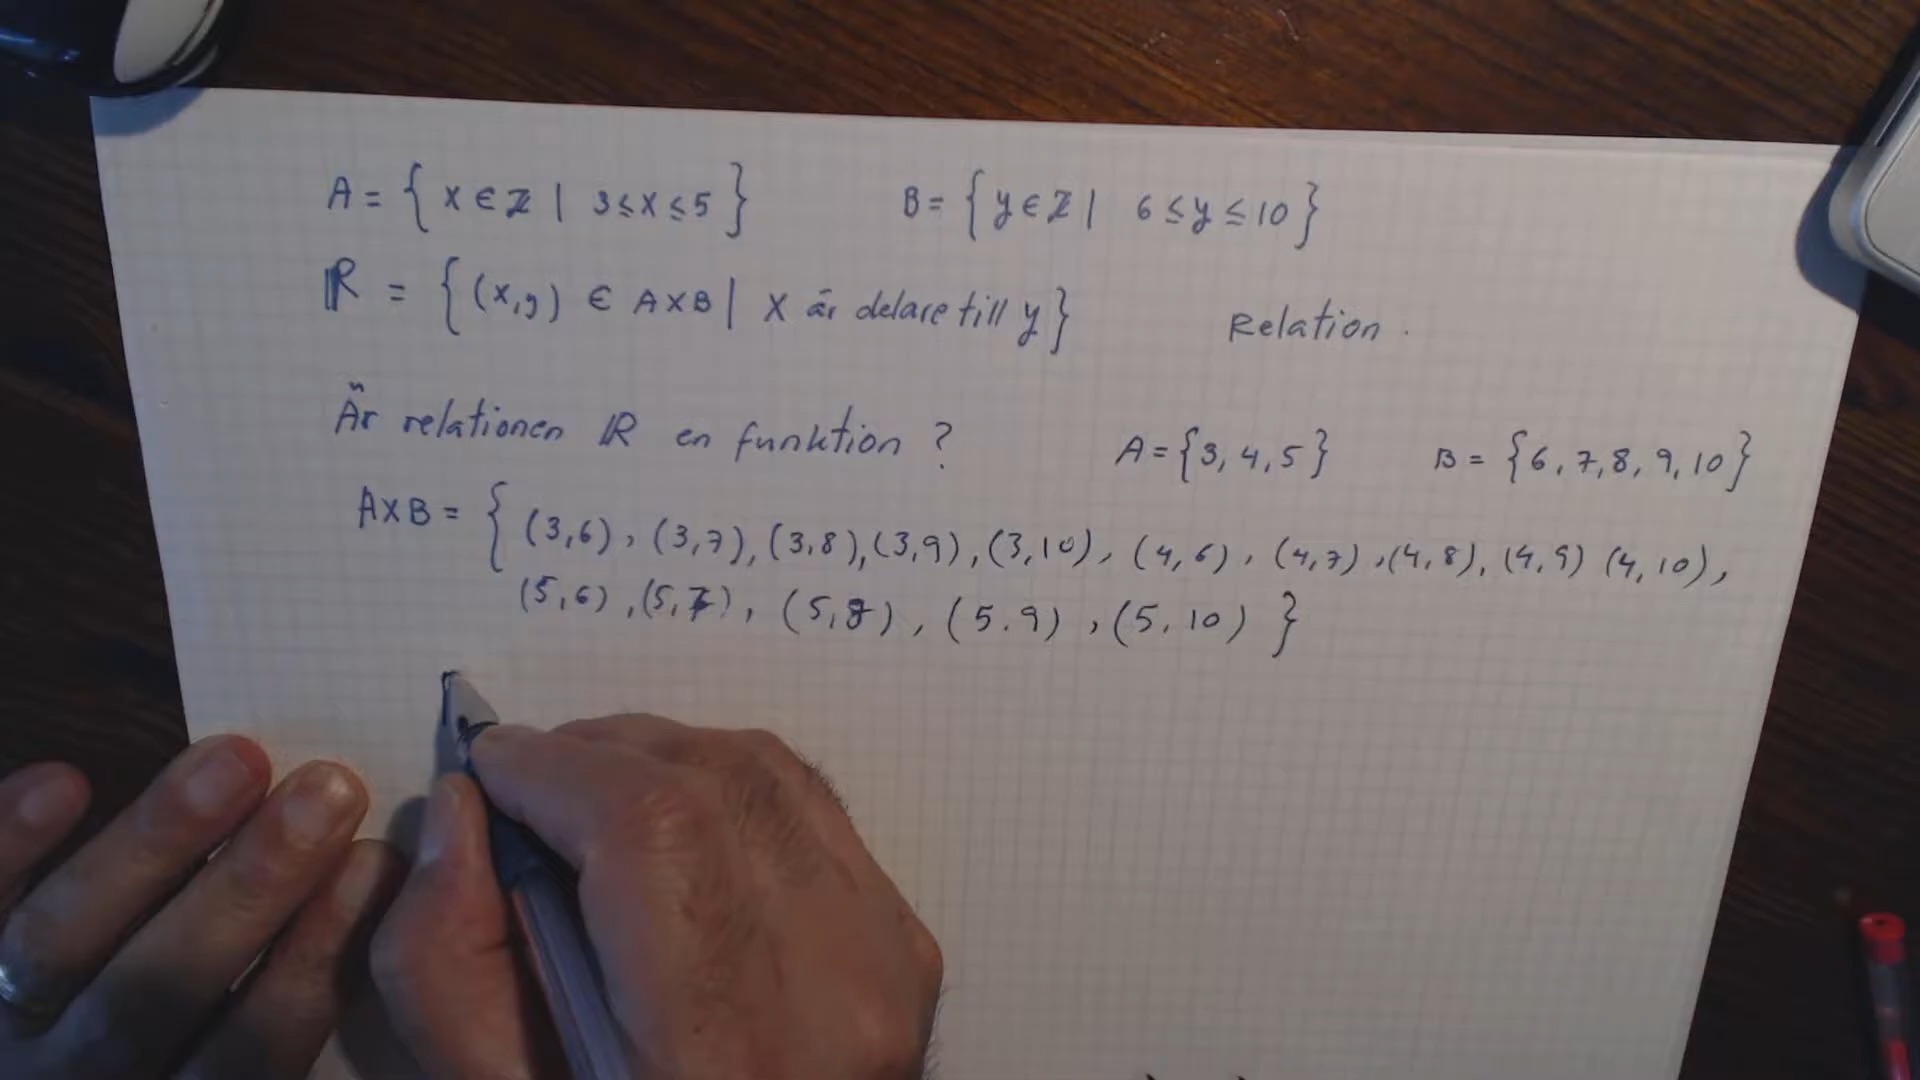 A = { x ∈ ℤ | 3 ≤ x ≤ 5 } B = { y ∈ ℤ | 6 ≤ y ≤ 10 }
ℝ = { (x,y) ∈ A×B | x är delare till y } Relation.
Är relationen ℝ en funktion ? A = {3, 4, 5} B = {6, 7, 8, 9, 10}
A×B = { (3,6), (3,7), (3,8), (3,9), (3,10), (4,6), (4,7), (4,8), (4,9) (4,10),
(5,6), (5,7), (5,8), (5.9), (5.10) }